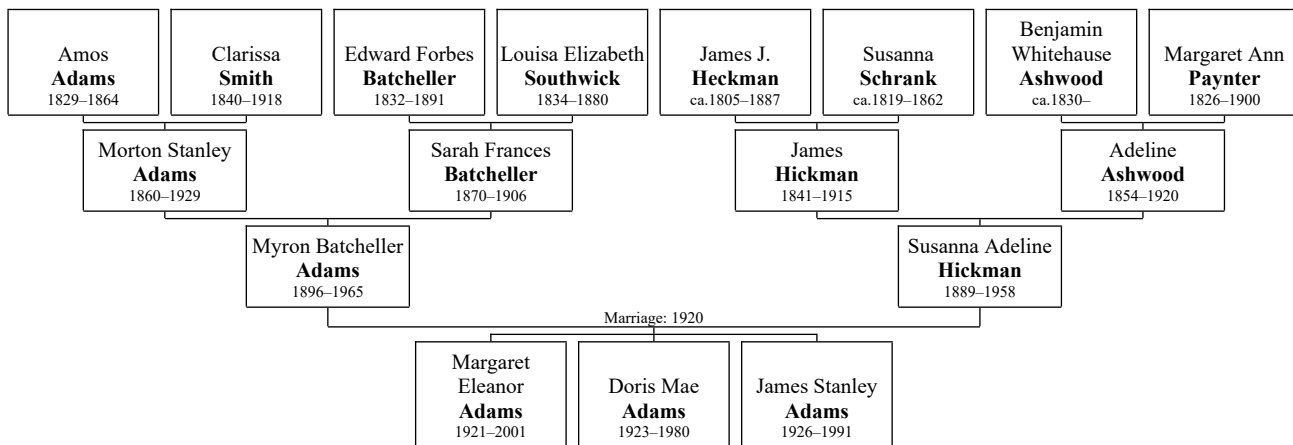 Amos
Adams
1829–1864
Clarissa
Smith
1840–1918
Edward Forbes
Batcheller
1832–1891
Louisa Elizabeth
Southwick
1834–1880
James J.
Heckman
ca.1805–1887
Susanna
Schrank
ca.1819–1862
Benjamin
Whitehause
Ashwood
ca.1830–
Margaret Ann
Paynter
1826–1900
Morton Stanley
Adams
1860–1929
Sarah Frances
Batcheller
1870–1906
James
Hickman
1841–1915
Adeline
Ashwood
1854–1920
Myron Batcheller
Adams
1896–1965
Susanna Adeline
Hickman
1889–1958
Marriage: 1920
Margaret
Eleanor
Adams
1921–2001
Doris Mae
Adams
1923–1980
James Stanley
Adams
1926–1991